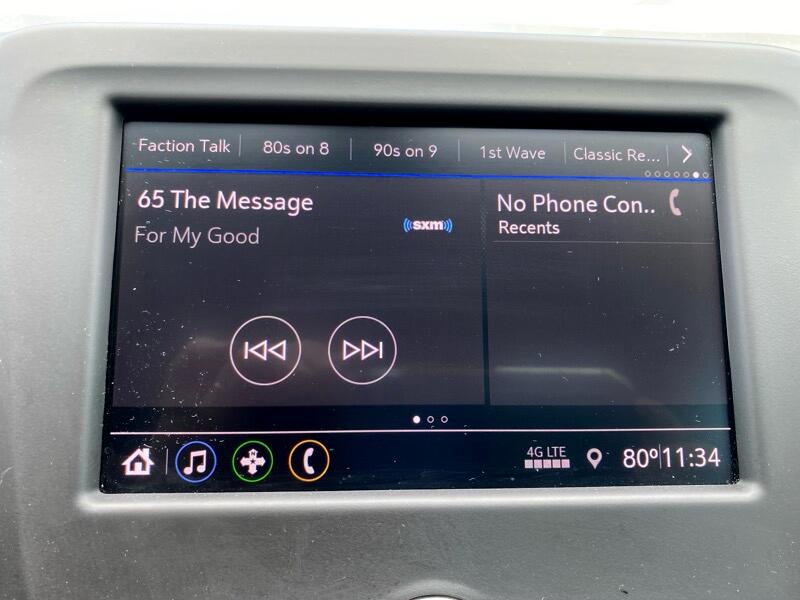 Faction Talk
80s on 8
90s on 9
1st Wave
Classic Re...
65 The Message
For My Good
sxm
No Phone Con..
Recents
4G LTE
80° 11:34